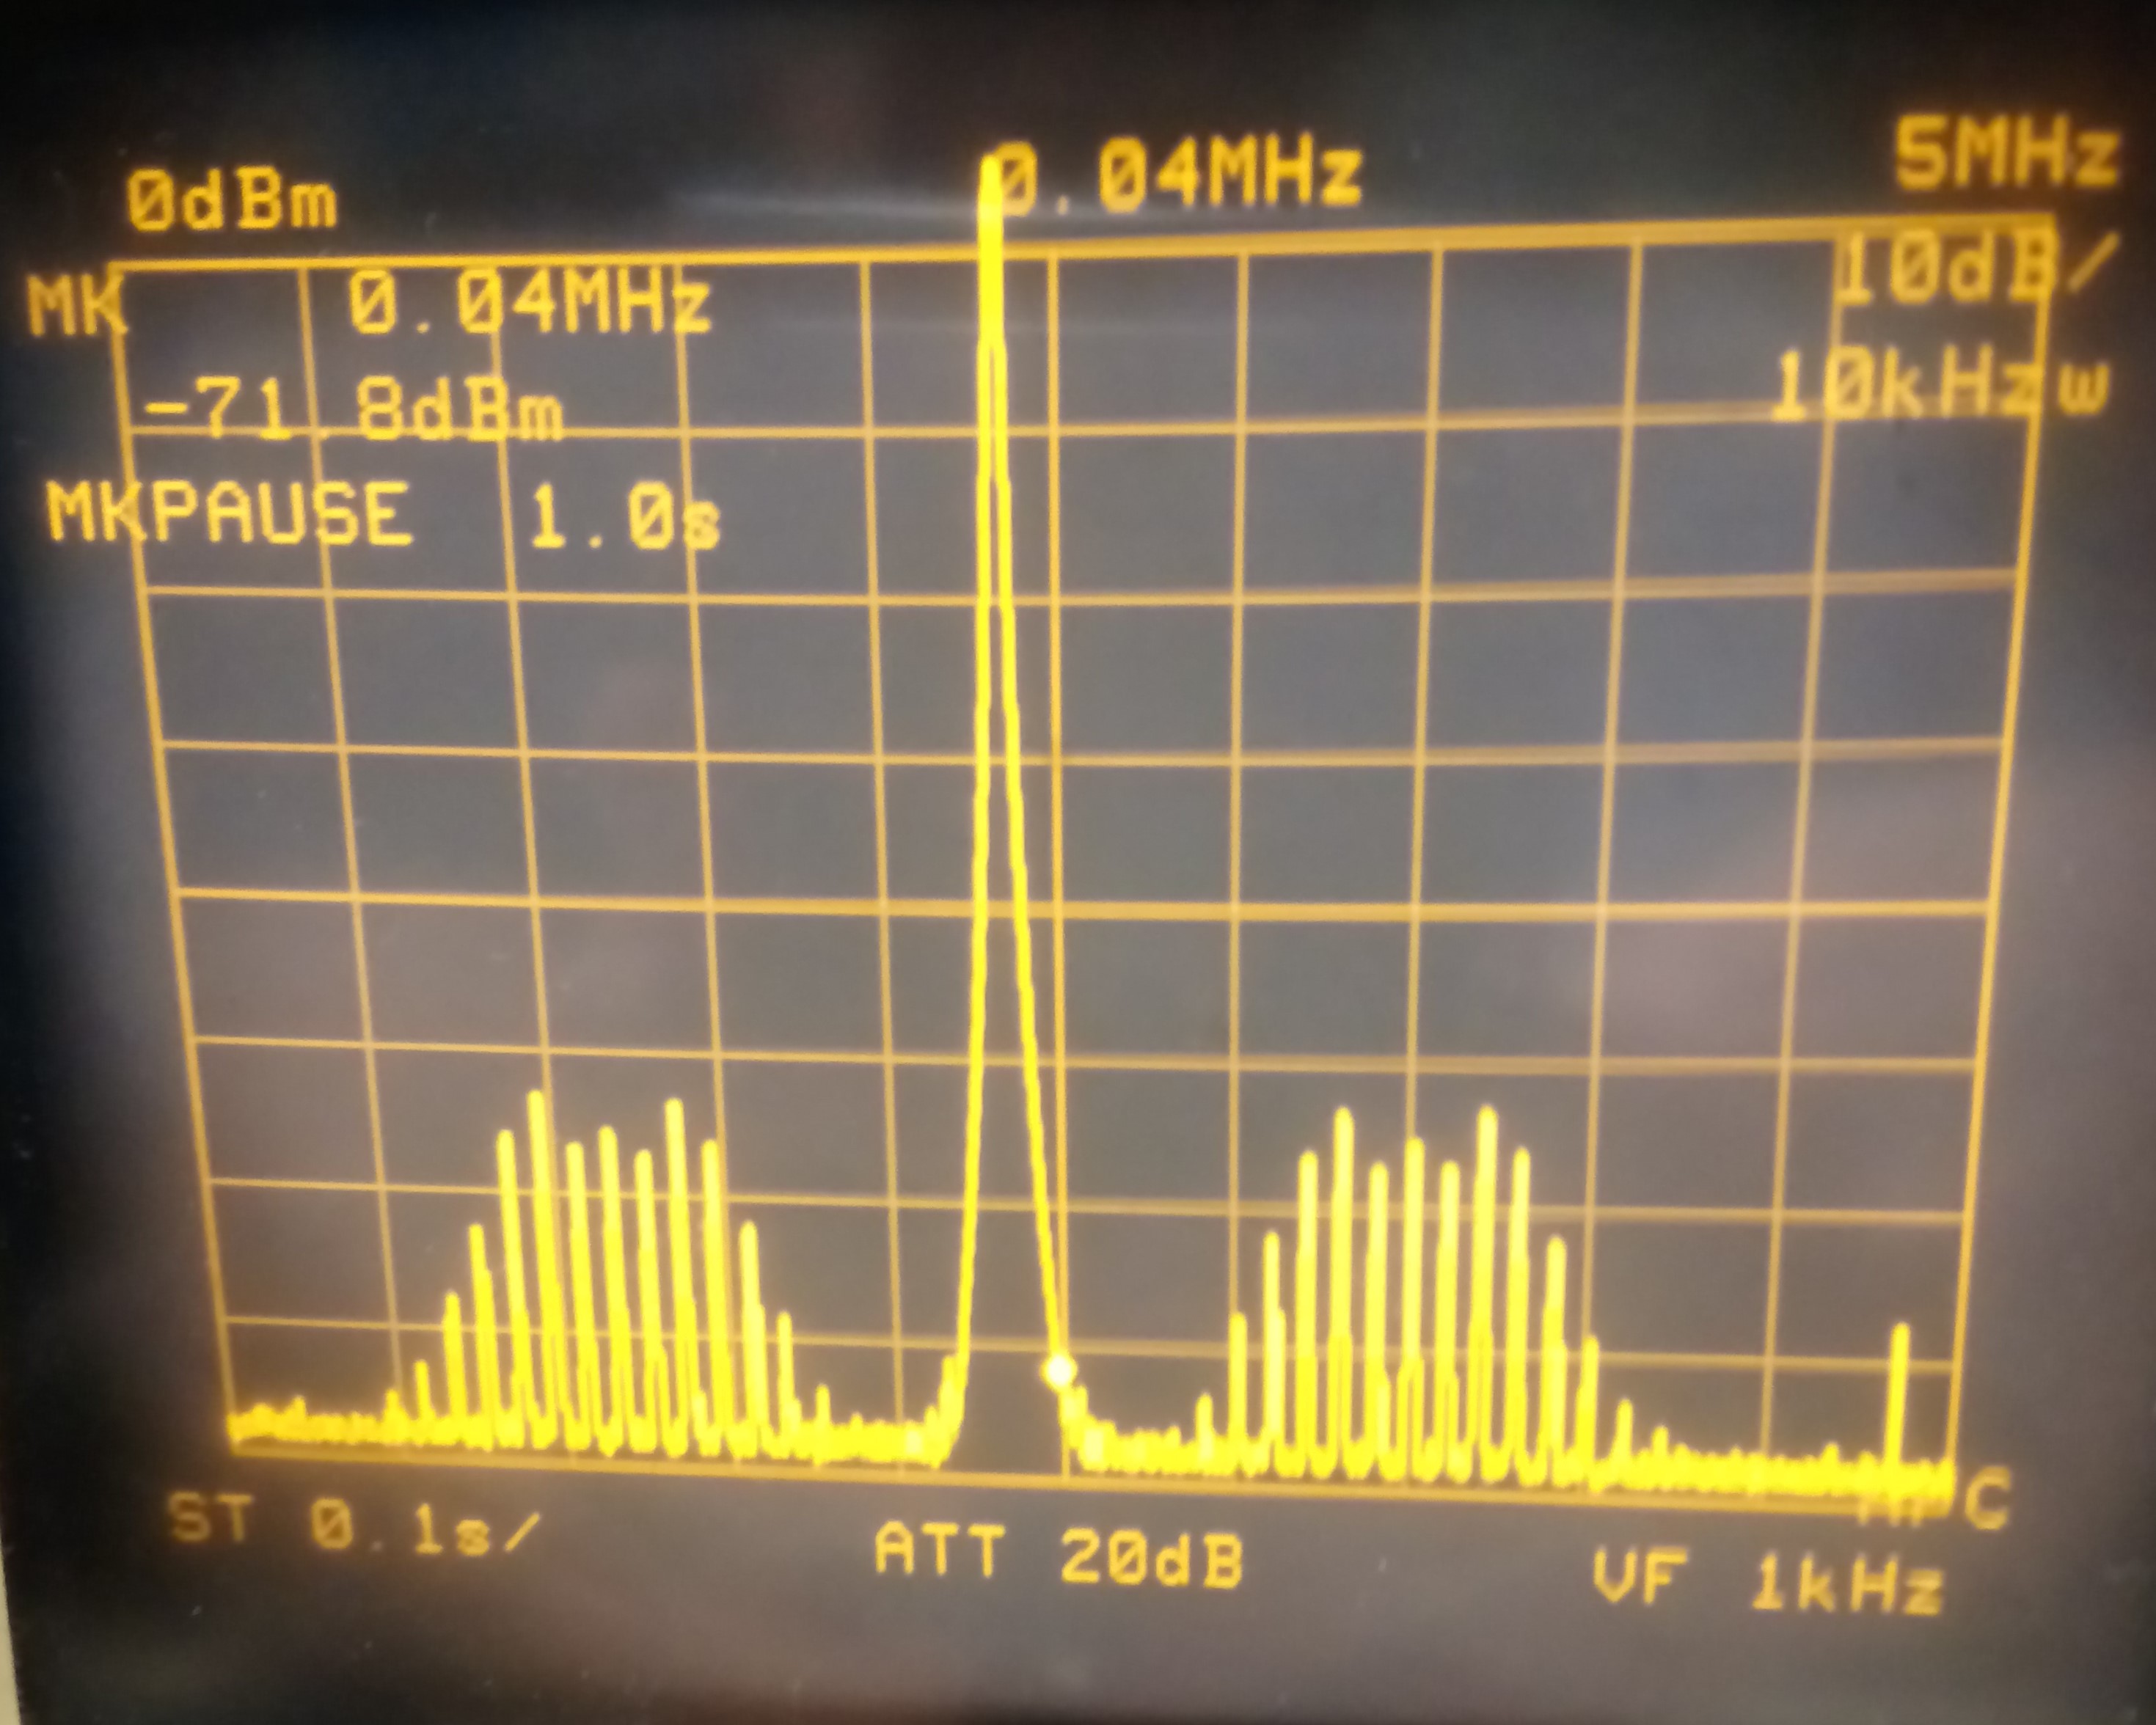 0dBm 0.04MHz 5MHz
MK 0.04MHz 10dB/
-71.8dBm 10kHzw
MKPAUSE 1.0s
C
ST 0.1s/ ATT 20dB VF 1kHz